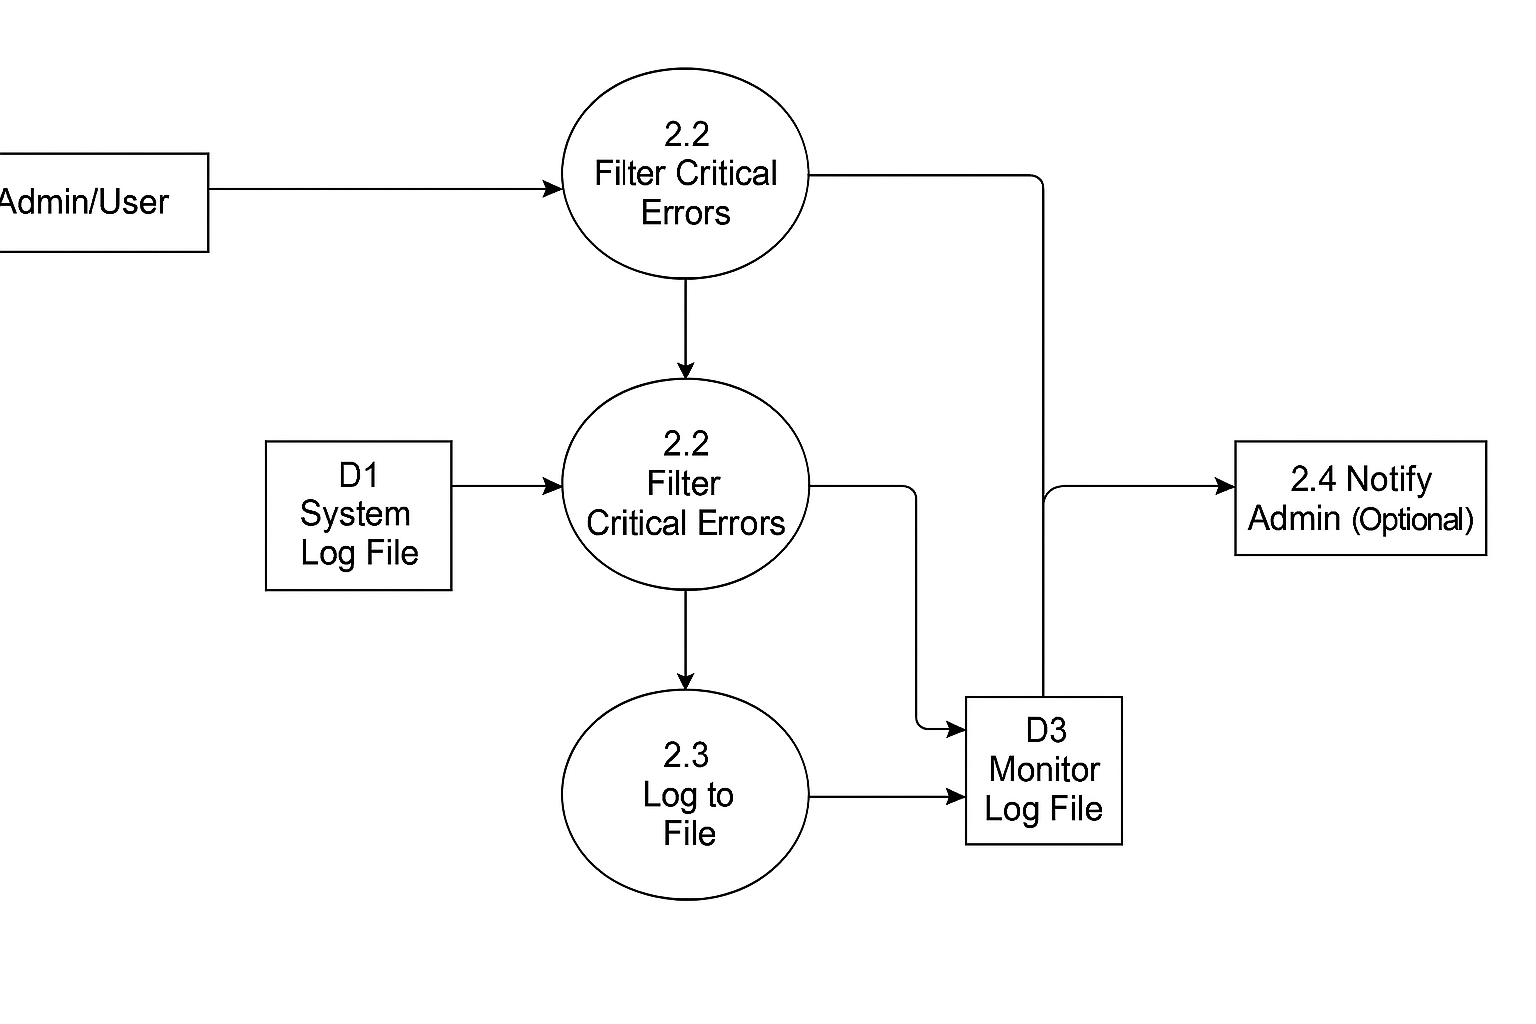 2.2
Filter Critical
Errors
Admin/User
2.2
Filter
Critical Errors
D1
System
Log File
2.4 Notify
Admin (Optional)
2.3
Log to
File
D3
Monitor
Log File